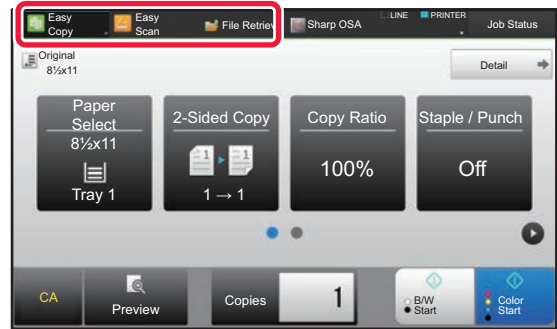 Easy Copy
Easy Scan
File Retriev
Sharp OSA
LINE
PRINTER
Job Status
Original
8½x11
Detail
Paper
Select
8½x11
Tray 1
2-Sided Copy
1
1
1 → 1
Copy Ratio
100%
Staple / Punch
Off
CA
Preview
Copies
1
B/W
Start
Color
Start